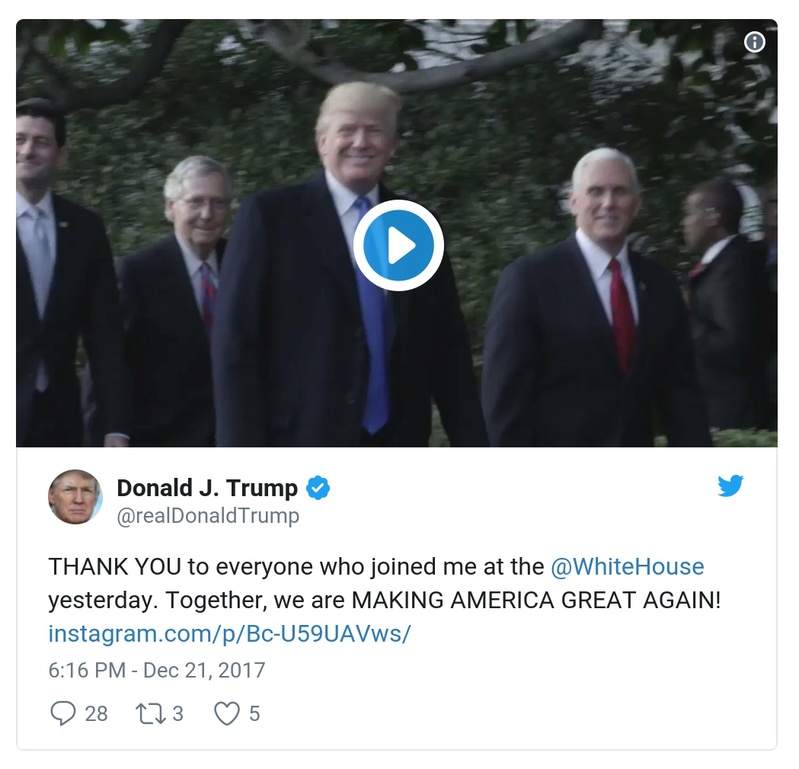 Donald J. Trump
@realDonaldTrump
THANK YOU to everyone who joined me at the @WhiteHouse
yesterday. Together, we are MAKING AMERICA GREAT AGAIN!
instagram.com/p/Bc-U59UAVws/
6:16 PM - Dec 21, 2017
28 3 5